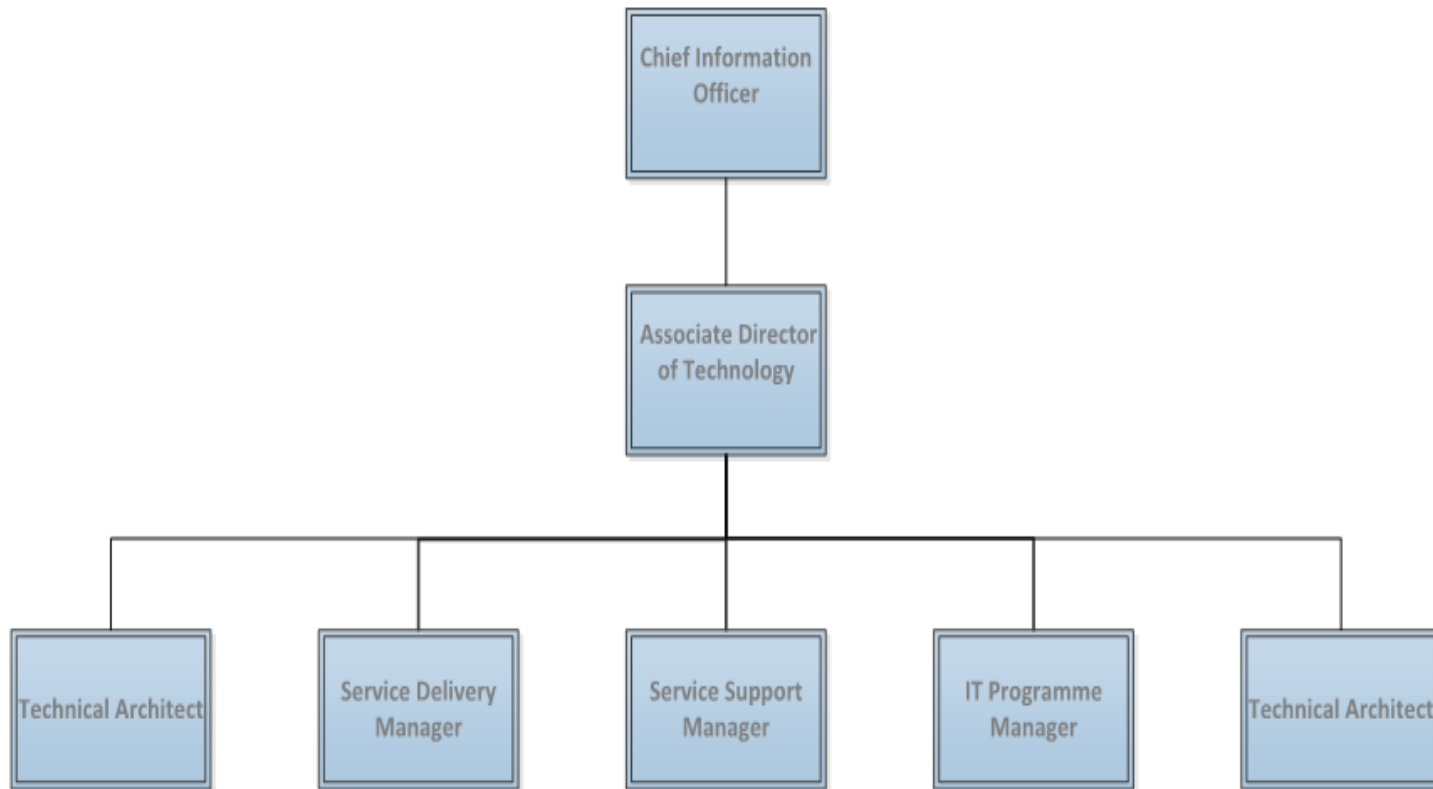 Chief Information
Officer
Associate Director
of Technology
Technical Architect
Service Delivery
Manager
Service Support
Manager
IT Programme
Manager
Technical Architect